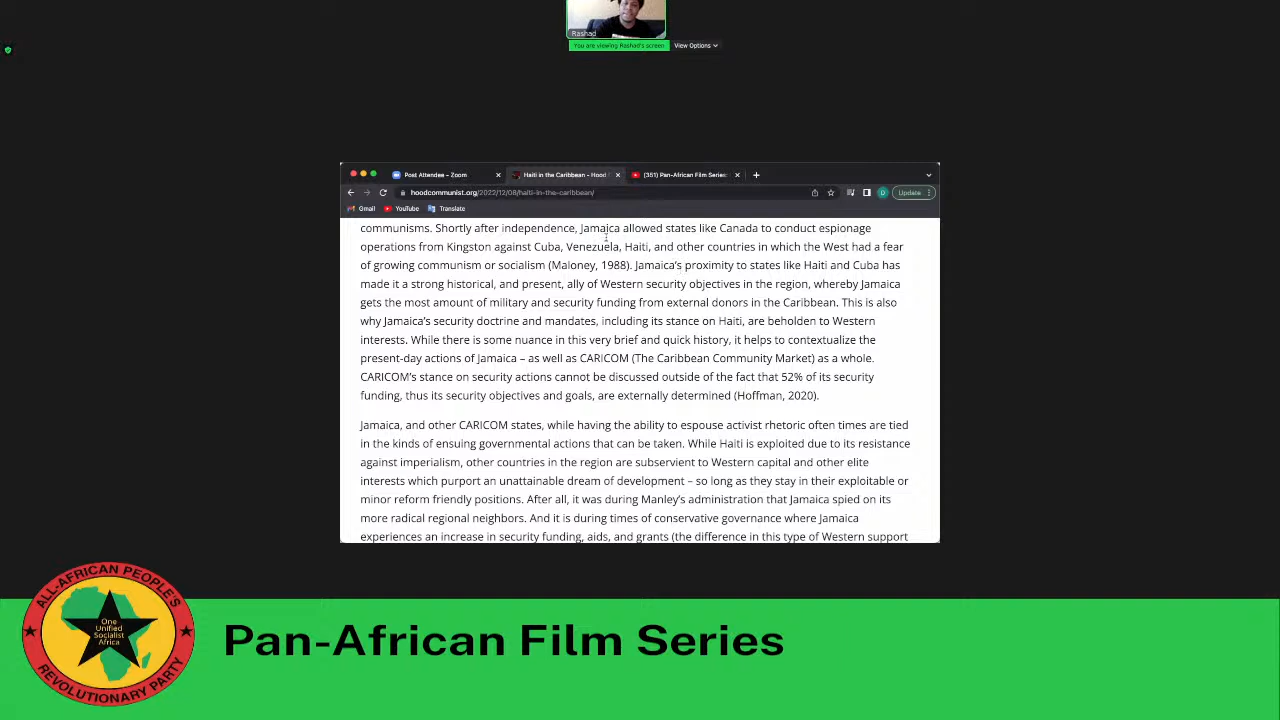 Rashad
You are viewing Rashad's screen View Options
Post Attendee - Zoom Haiti in the Caribbean - Hood (351) Pan-African Film Series:
hoodcommunist.org/2022/12/08/haiti-in-the-caribbean/ D Update
Gmail YouTube Translate
communisms. Shortly after independence, Jamaica allowed states like Canada to conduct espionage
operations from Kingston against Cuba, Venezuela, Haiti, and other countries in which the West had a fear
of growing communism or socialism (Maloney, 1988). Jamaica's proximity to states like Haiti and Cuba has
made it a strong historical, and present, ally of Western security objectives in the region, whereby Jamaica
gets the most amount of military and security funding from external donors in the Caribbean. This is also
why Jamaica's security doctrine and mandates, including its stance on Haiti, are beholden to Western
interests. While there is some nuance in this very brief and quick history, it helps to contextualize the
present-day actions of Jamaica – as well as CARICOM (The Caribbean Community Market) as a whole.
CARICOM's stance on security actions cannot be discussed outside of the fact that 52% of its security
funding, thus its security objectives and goals, are externally determined (Hoffman, 2020).
Jamaica, and other CARICOM states, while having the ability to espouse activist rhetoric often times are tied
in the kinds of ensuing governmental actions that can be taken. While Haiti is exploited due to its resistance
against imperialism, other countries in the region are subservient to Western capital and other elite
interests which purport an unattainable dream of development – so long as they stay in their exploitable or
minor reform friendly positions. After all, it was during Manley's administration that Jamaica spied on its
more radical regional neighbors. And it is during times of conservative governance where Jamaica
experiences an increase in security funding, aids, and grants (the difference in this type of Western support
ALL-AFRICAN PEOPLE'S
One
Unified
Socialist
Africa
REVOLUTIONARY PARTY
Pan-African Film Series